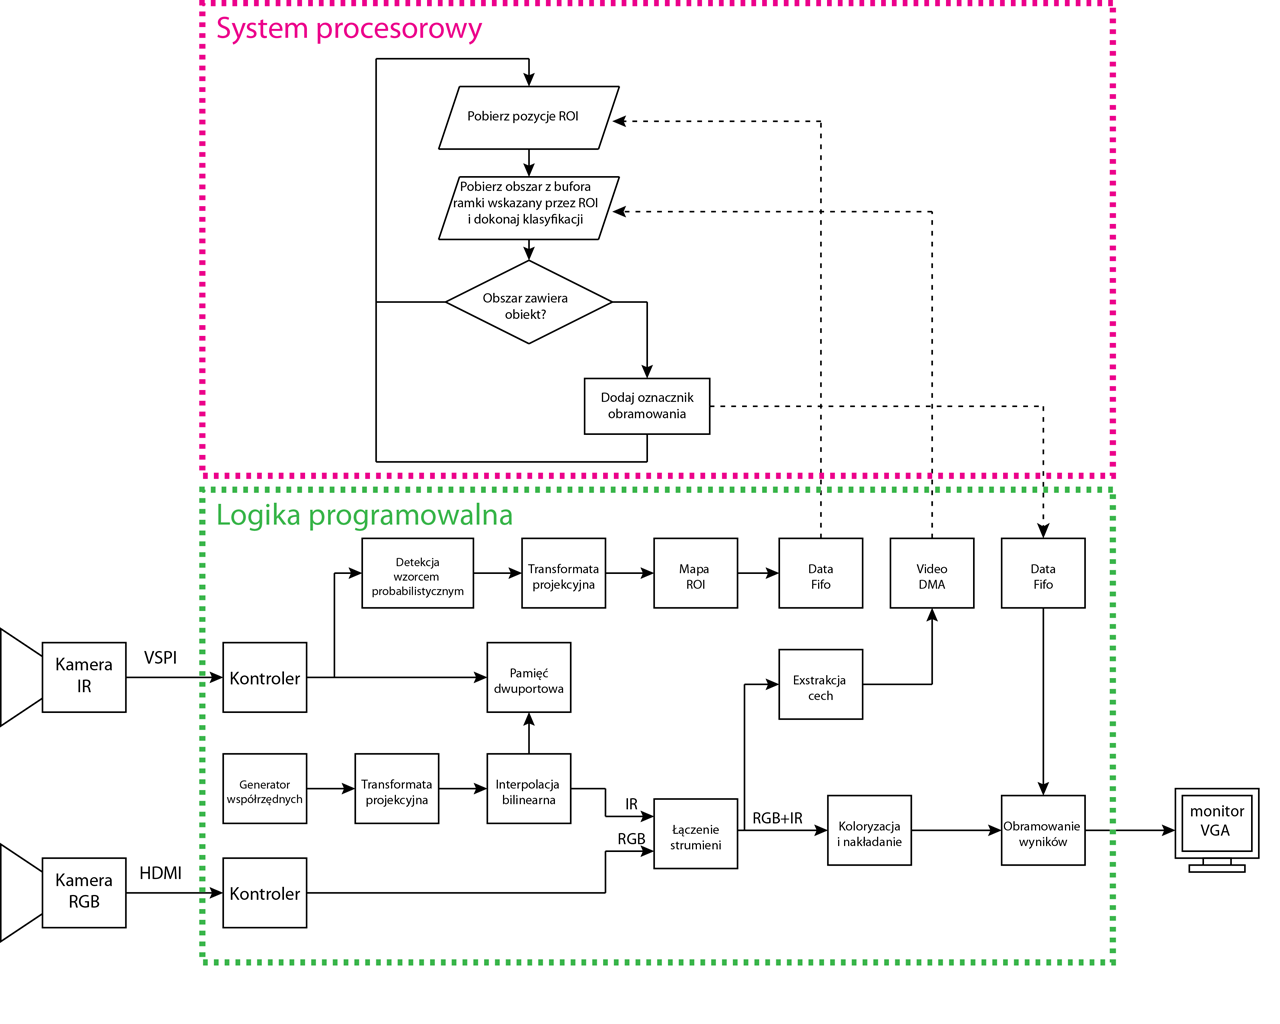 System procesorowy
Pobierz pozycje ROI
Pobierz obszar z bufora
ramki wskazany przez ROI
i dokonaj klasyfikacji
Obszar zawiera
obiekt?
Dodaj oznacznik
obramowania
Logika programowalna
Detekcja
wzorcem
probabilistycznym
Transformata
projekcyjna
Mapa
ROI
Data
Fifo
Video
DMA
Data
Fifo
Kamera
IR
VSPI
Kontroler
Pamięć
dwuportowa
Exstrakcja
cech
Generator
współrzędnych
Transformata
projekcyjna
Interpolacja
bilinearna
IR
RGB
Łączenie
strumieni
RGB+IR
Koloryzacja
i nakładanie
Obramowanie
wyników
monitor
VGA
Kamera
RGB
HDMI
Kontroler